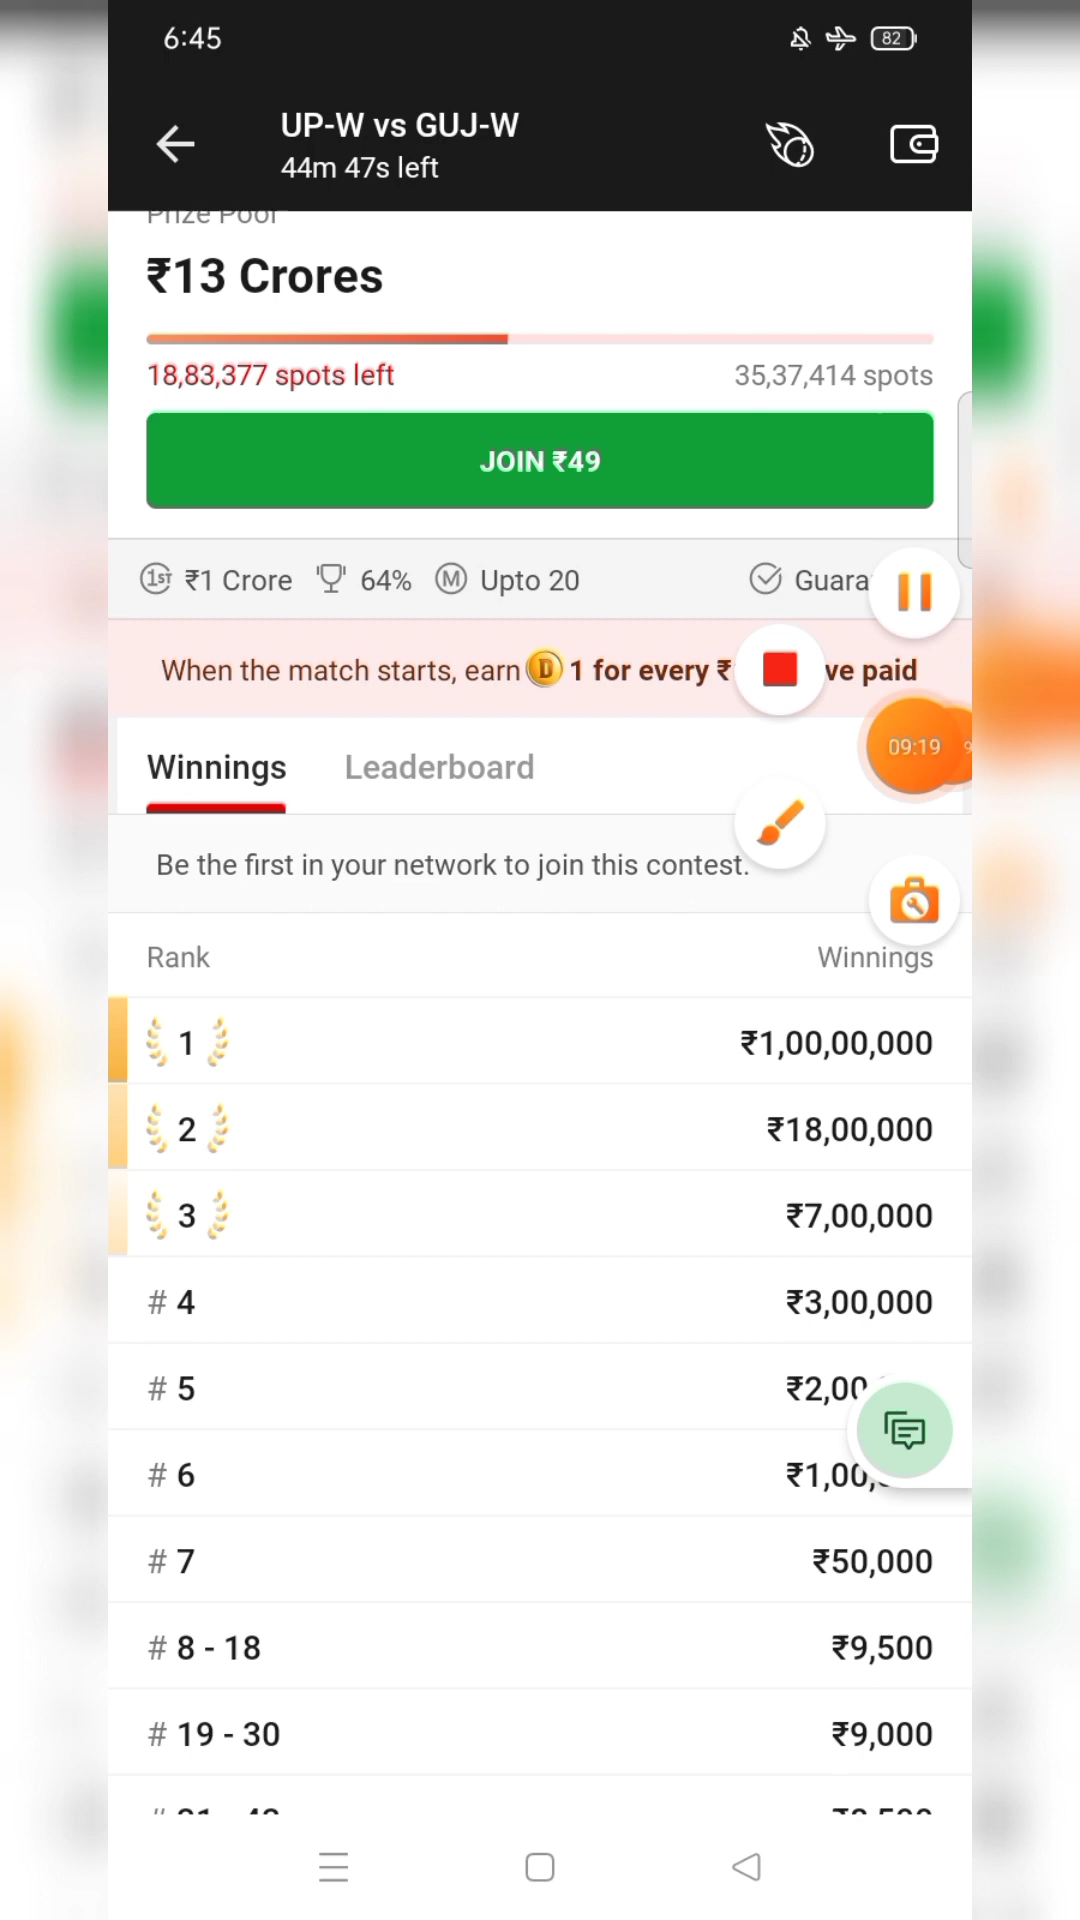 6:45
82
UP-W vs GUJ-W
44m 47s left
Prize Pool
₹13 Crores
18,83,377 spots left
35,37,414 spots
JOIN ₹49
1ST ₹1 Crore 64% M Upto 20
When the match starts, earn D 1 for every ₹
paid
Winnings
Leaderboard
09:19
Be the first in your network to join this contest.
Rank
Winnings
1 ₹1,00,00,000
2 ₹18,00,000
3 ₹7,00,000
# 4 ₹3,00,000
# 5
# 6
# 7 ₹50,000
# 8 - 18 ₹9,500
# 19 - 30 ₹9,000